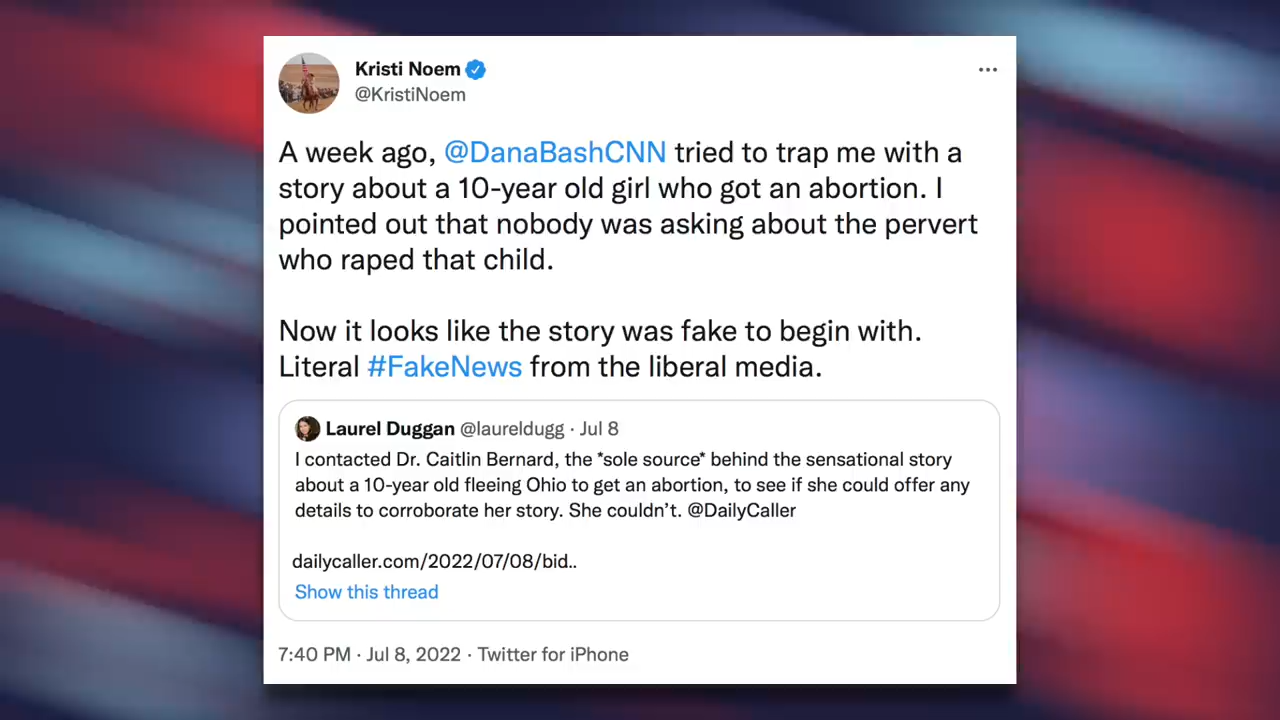 Kristi Noem
@KristiNoem
A week ago, @DanaBashCNN tried to trap me with a
story about a 10-year old girl who got an abortion. I
pointed out that nobody was asking about the pervert
who raped that child.
Now it looks like the story was fake to begin with.
Literal #FakeNews from the liberal media.
Laurel Duggan @laureldugg · Jul 8
I contacted Dr. Caitlin Bernard, the *sole source* behind the sensational story
about a 10-year old fleeing Ohio to get an abortion, to see if she could offer any
details to corroborate her story. She couldn’t. @DailyCaller
dailycaller.com/2022/07/08/bid..
Show this thread
7:40 PM · Jul 8, 2022 · Twitter for iPhone